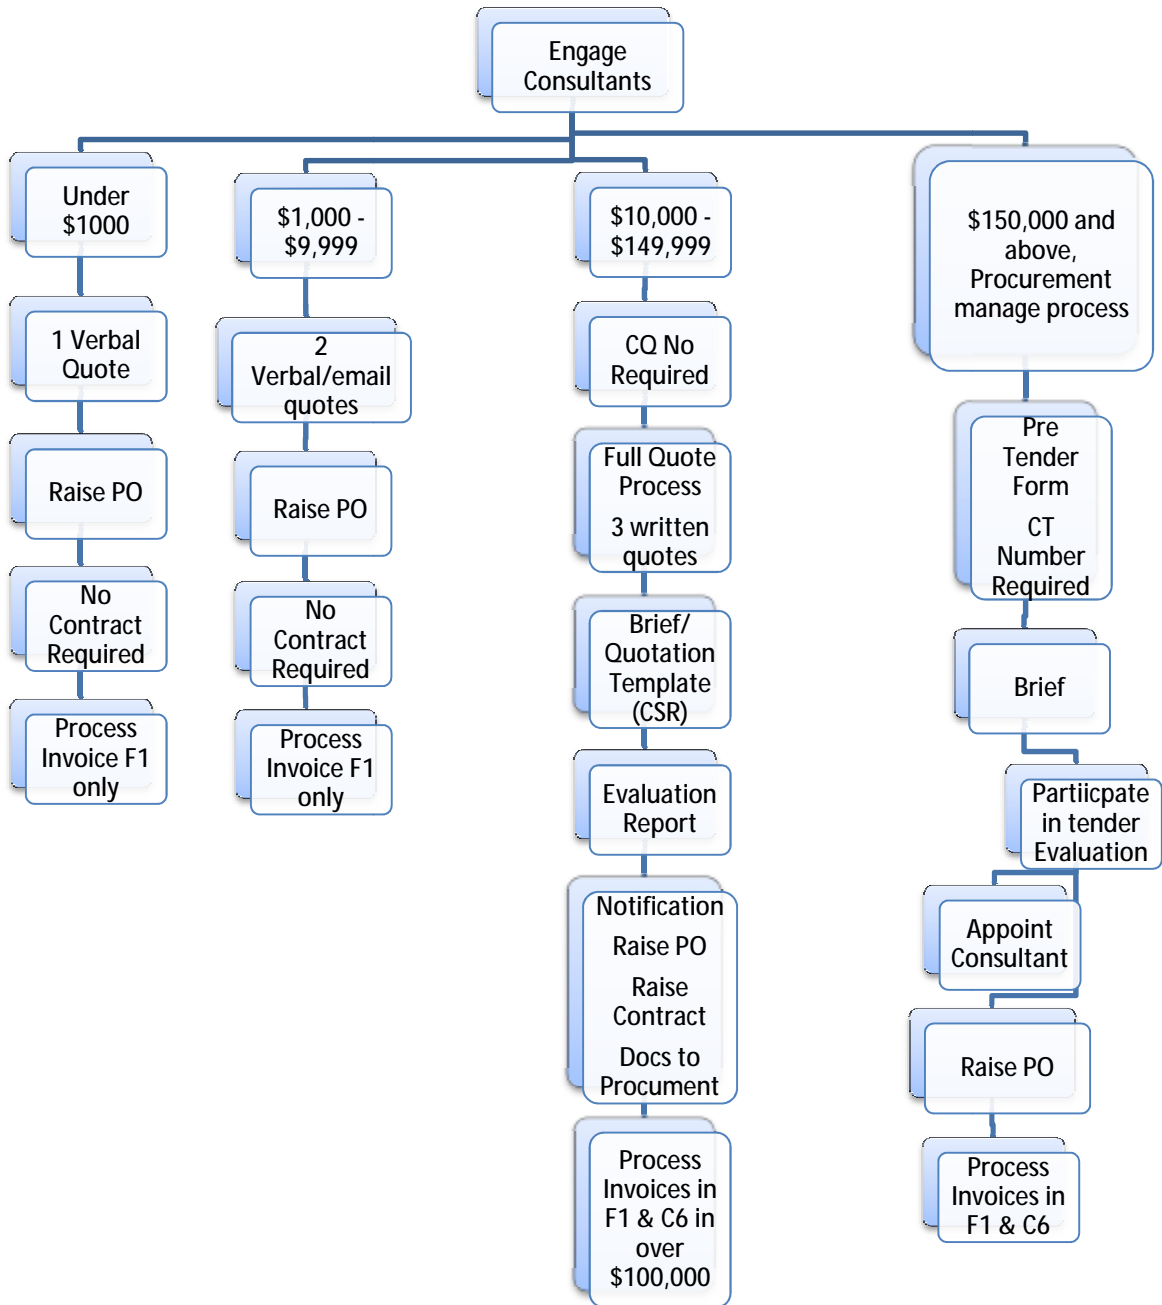 Engage
Consultants
Under
$1000
1 Verbal
Quote
Raise PO
No
Contract
Required
Process
Invoice F1
only
$1,000 -
$9,999
2
Verbal/email
quotes
Raise PO
No
Contract
Required
Process
Invoice F1
only
$10,000 -
$149,999
CQ No
Required
Full Quote
Process
3 written
quotes
Brief/
Quotation
Template
(CSR)
Evaluation
Report
Notification
Raise PO
Raise
Contract
Docs to
Procument
Process
Invoices in
F1 & C6 in
over
$100,000
$150,000 and
above,
Procurement
manage process
Pre
Tender
Form
CT
Number
Required
Brief
Partiicpate
in tender
Evaluation
Appoint
Consultant
Raise PO
Process
Invoices in
F1 & C6